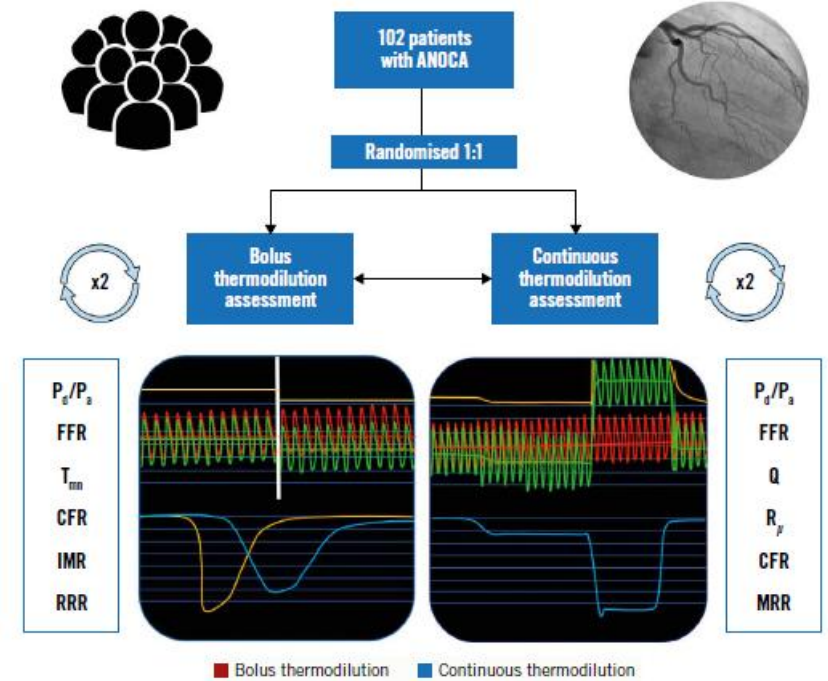 102 patients
with ANOCA
Randomised 1:1
Bolus
thermodilution
assessment
Continuous
thermodilution
assessment
x2
x2
Pd/Pa
FFR
Tmn
CFR
IMR
RRR
Pd/Pa
FFR
Q
Rμ
CFR
MRR
Bolus thermodilution
Continuous thermodilution